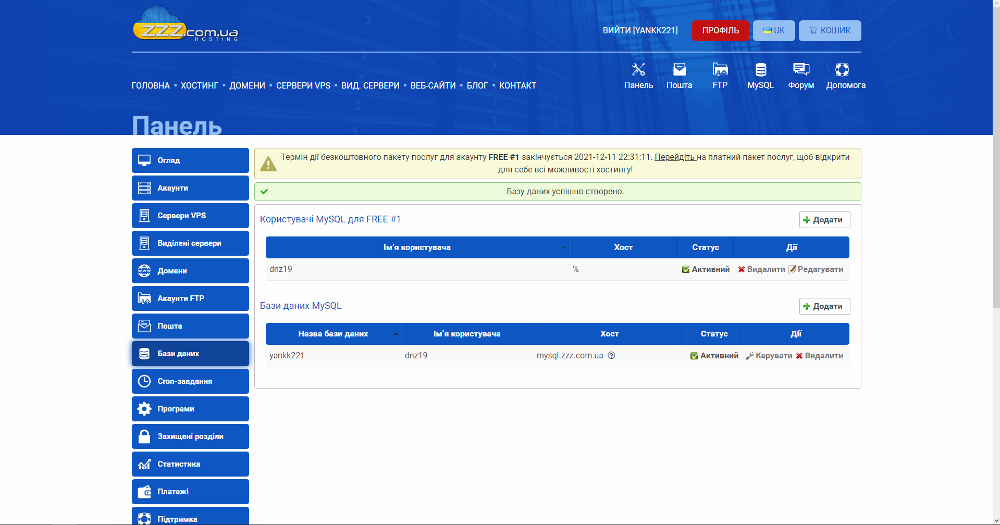 ZZZ.com.ua
HOSTING
ВИЙТИ [YANKK221]
ПРОФІЛЬ
UK
КОШИК
Панель
Пошта
FTP
MySQL
Форум
Допомога
ГОЛОВНА ▪ ХОСТИНГ ▪ ДОМЕНИ ▪ СЕРВЕРИ VPS ▪ ВИД. СЕРВЕРИ ▪ ВЕБ-САЙТИ ▪ БЛОГ ▪ КОНТАКТ
Панель
Огляд
Акаунти
Сервери VPS
Виділені сервери
Домени
WWW
Акаунти FTP
Пошта
Бази даних
Cron-завдання
Програми
Захищені розділи
Статистика
Платежі
Підтримка
Термін дії безкоштовного пакету послуг для акаунту FREE #1 закінчується 2021-12-11 22:31:11. Перейдіть на платний пакет послуг, щоб відкрити
для себе всі можливості хостингу!
Базу даних успішно створено.
Користувачі MySQL для FREE #1
Додати
Ім’я користувача Хост Статус Дії
dnz19 % Активний Видалити Редагувати
Бази даних MySQL
Додати
Назва бази даних Ім’я користувача Хост Статус Дії
yankk221 dnz19 mysql.zzz.com.ua ? Активний Керувати Видалити